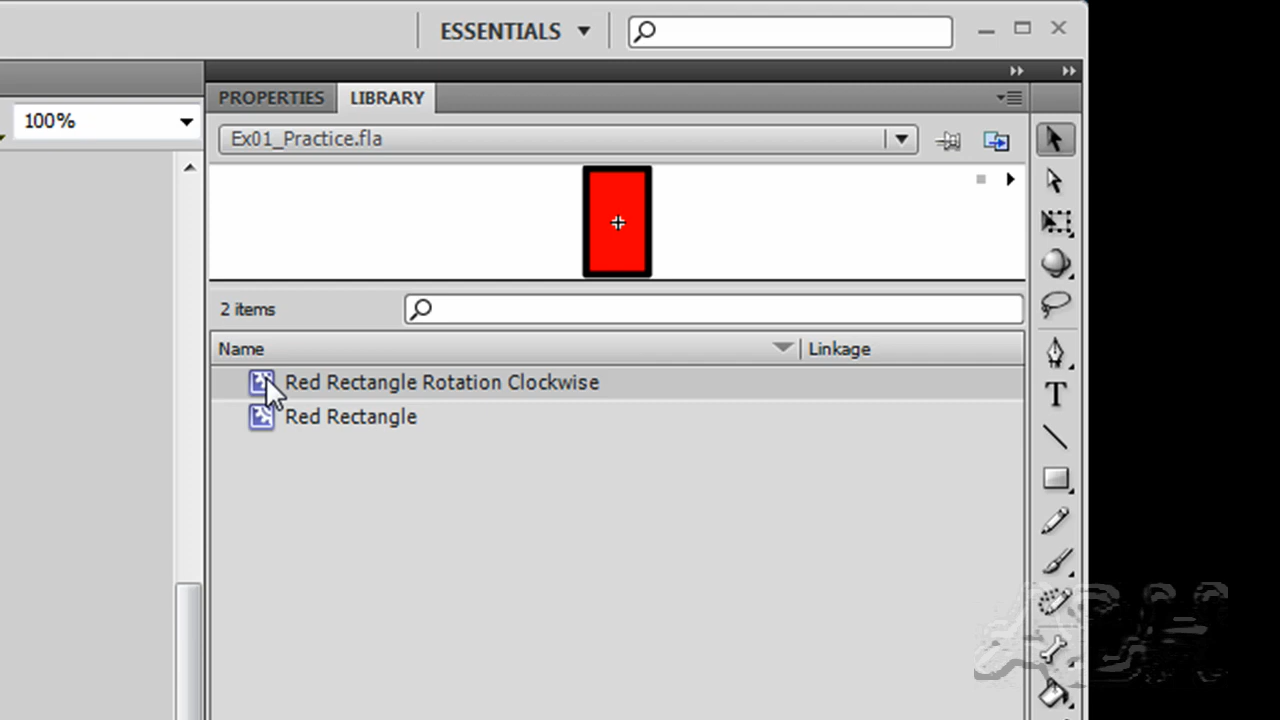 ESSENTIALS
PROPERTIES
LIBRARY
100%
Ex01_Practice.fla
2 items
Name
Linkage
Red Rectangle Rotation Clockwise
Red Rectangle